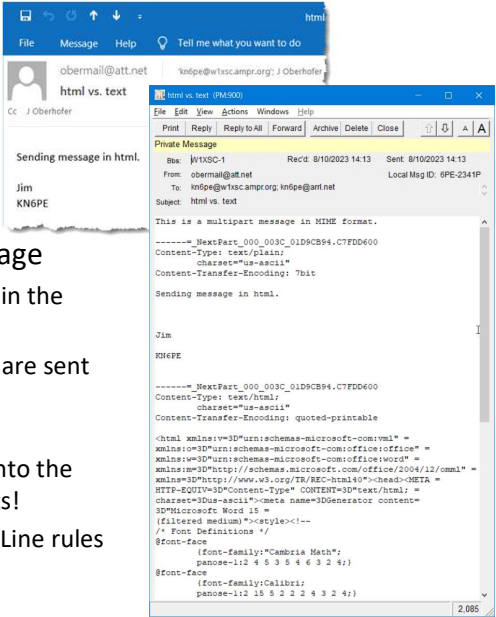 html
File Message Help Tell me what you want to do
obermail@att.net 'kn6pe@w1xsc.ampr.org'; J Oberhofer
html vs. text
Cc J Oberhofer
Sending message in html.
Jim
KN6PE
age
in the
are sent
nto the
s!
Line rules
html vs. text (PM:900)
File Edit View Actions Windows Help
Print Reply Reply to All Forward Archive Delete Close A A
Private Message
Bbs: W1XSC-1 Rec'd: 8/10/2023 14:13 Sent: 8/10/2023 14:13
From: obermail@att.net Local Msg ID: 6PE-2341P
To: kn6pe@w1xsc.ampr.org; kn6pe@arrl.net
Subject: html vs. text
This is a multipart message in MIME format.
------=_NextPart_000_003C_01D9CB94.C7FDD600
Content-Type: text/plain;
charset="us-ascii"
Content-Transfer-Encoding: 7bit
Sending message in html.
Jim
KN6PE
------=_NextPart_000_003C_01D9CB94.C7FDD600
Content-Type: text/html;
charset="us-ascii"
Content-Transfer-Encoding: quoted-printable
<html xmlns:v=3D"urn:schemas-microsoft-com:vml" =
xmlns:o=3D"urn:schemas-microsoft-com:office:office" =
xmlns:w=3D"urn:schemas-microsoft-com:office:word" =
xmlns:m=3D"http://schemas.microsoft.com/office/2004/12/omml" =
xmlns=3D"http://www.w3.org/TR/REC-html40"><head><META =
HTTP-EQUIV=3D"Content-Type" CONTENT=3D"text/html; =
charset=3Dus-ascii"><meta name=3DGenerator content=
3D"Microsoft Word 15 =
(filtered medium)"><style><!--
/* Font Definitions */
@font-face
{font-family:"Cambria Math";
panose-1:2 4 5 3 5 4 6 3 2 4;}
@font-face
{font-family:Calibri;
panose-1:2 15 5 2 2 2 4 3 2 4;}
2,085